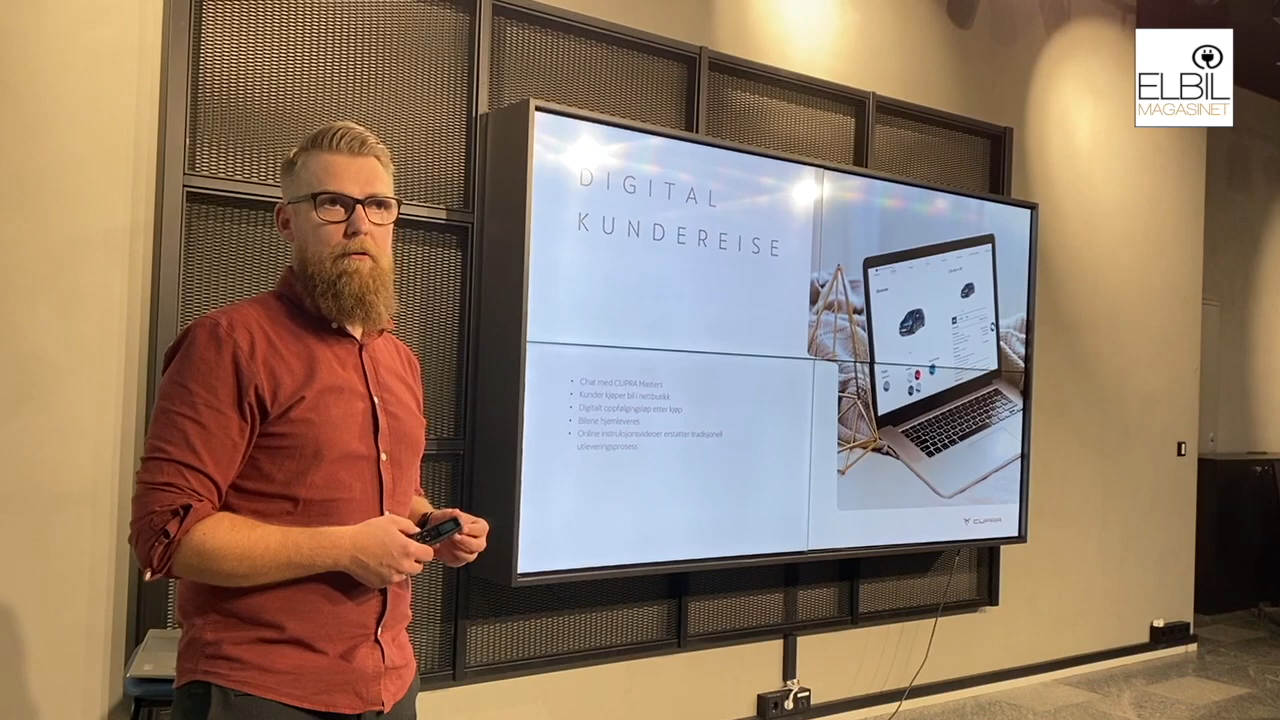 ELBIL
MAGASINET
DIGITAL
KUNDEREISE
• Chat med CUPRA Masters
• Kunder kjøper bil i nettbutikk
• Digitalt oppfølgingsløp etter kjøp
• Bilene hjemleveres
• Online instruksjonsvideoer erstatter tradisjonell
utleveringsprosess
CUPRA